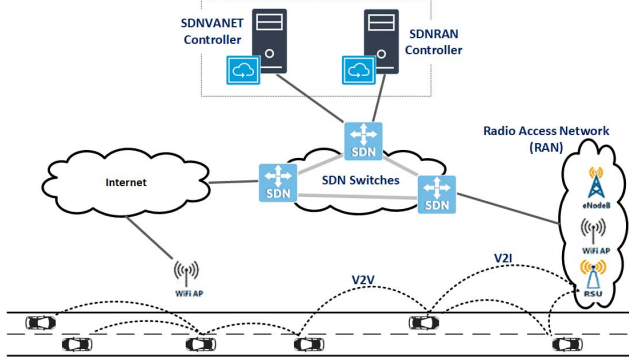 SDNVANET
Controller
SDNRAN
Controller
SDN
Radio Access Network
(RAN)
Internet
SDN
SDN Switches
SDN
eNodeB
WiFi AP
V2I
V2V
WiFi AP
RSU